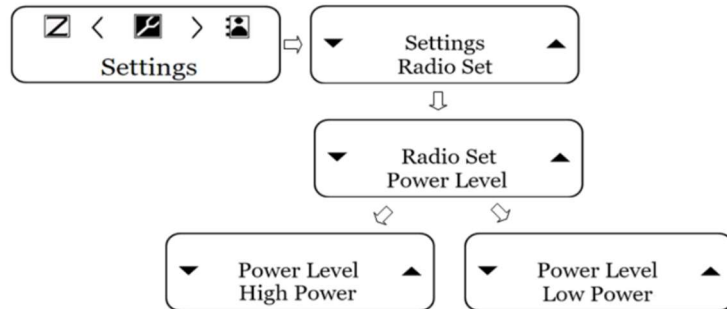 Z
Settings
Settings
Radio Set
Radio Set
Power Level
Power Level
High Power
Power Level
Low Power